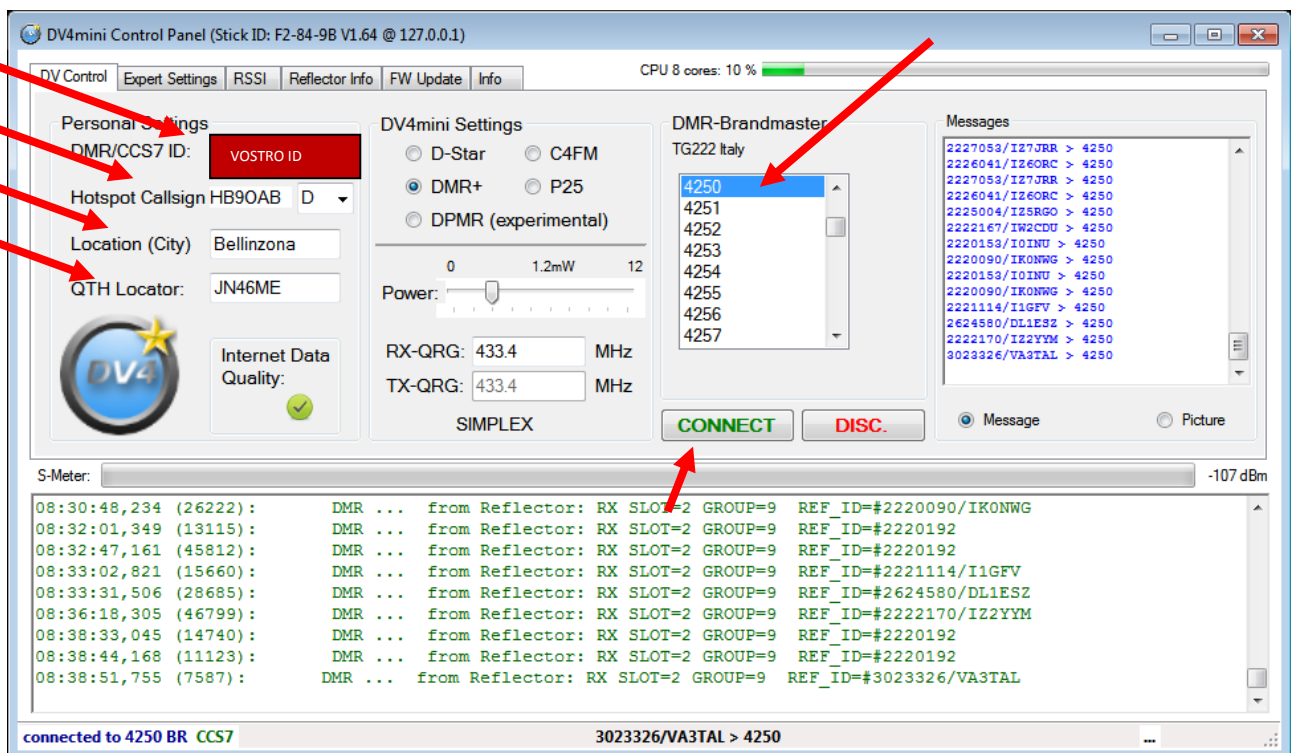 DV4mini Control Panel (Stick ID: F2-84-9B V1.64 @ 127.0.0.1)
DV Control Expert Settings RSSI Reflector Info FW Update Info
CPU 8 cores: 10 %
Personal Settings
DMR/CCS7 ID: VOSTRO ID
Hotspot Callsign HB9OAB D
Location (City) Bellinzona
QTH Locator: JN46ME
DV4
Internet Data
Quality:
DV4mini Settings
D-Star C4FM
DMR+ P25
DPMR (experimental)
0 1.2mW 12
Power:
RX-QRG: 433.4 MHz
TX-QRG: 433.4 MHz
SIMPLEX
DMR-Brandmaster
TG222 Italy
4250
4251
4252
4253
4254
4255
4256
4257
CONNECT DISC.
Messages
2227053/IZ7JRR > 4250
2226041/IZ6ORC > 4250
2227053/IZ7JRR > 4250
2226041/IZ6ORC > 4250
2225004/IZ5RGO > 4250
2222167/IW2CDU > 4250
2220153/I0INU > 4250
2220090/IK0NWG > 4250
2220153/I0INU > 4250
2220090/IK0NWG > 4250
2221114/I1GFV > 4250
2624580/DL1ESZ > 4250
2222170/IZ2YYM > 4250
3023326/VA3TAL > 4250
Message Picture
S-Meter: -107 dBm
08:30:48,234 (26222): DMR ... from Reflector: RX SLOT=2 GROUP=9 REF_ID=#2220090/IK0NWG
08:32:01,349 (13115): DMR ... from Reflector: RX SLOT=2 GROUP=9 REF_ID=#2220192
08:32:47,161 (45812): DMR ... from Reflector: RX SLOT=2 GROUP=9 REF_ID=#2220192
08:33:02,821 (15660): DMR ... from Reflector: RX SLOT=2 GROUP=9 REF_ID=#2221114/I1GFV
08:33:31,506 (28685): DMR ... from Reflector: RX SLOT=2 GROUP=9 REF_ID=#2624580/DL1ESZ
08:36:18,305 (46799): DMR ... from Reflector: RX SLOT=2 GROUP=9 REF_ID=#2222170/IZ2YYM
08:38:33,045 (14740): DMR ... from Reflector: RX SLOT=2 GROUP=9 REF_ID=#2220192
08:38:44,168 (11123): DMR ... from Reflector: RX SLOT=2 GROUP=9 REF_ID=#2220192
08:38:51,755 (7587): DMR ... from Reflector: RX SLOT=2 GROUP=9 REF_ID=#3023326/VA3TAL
connected to 4250 BR CCS7 3023326/VA3TAL > 4250 ...